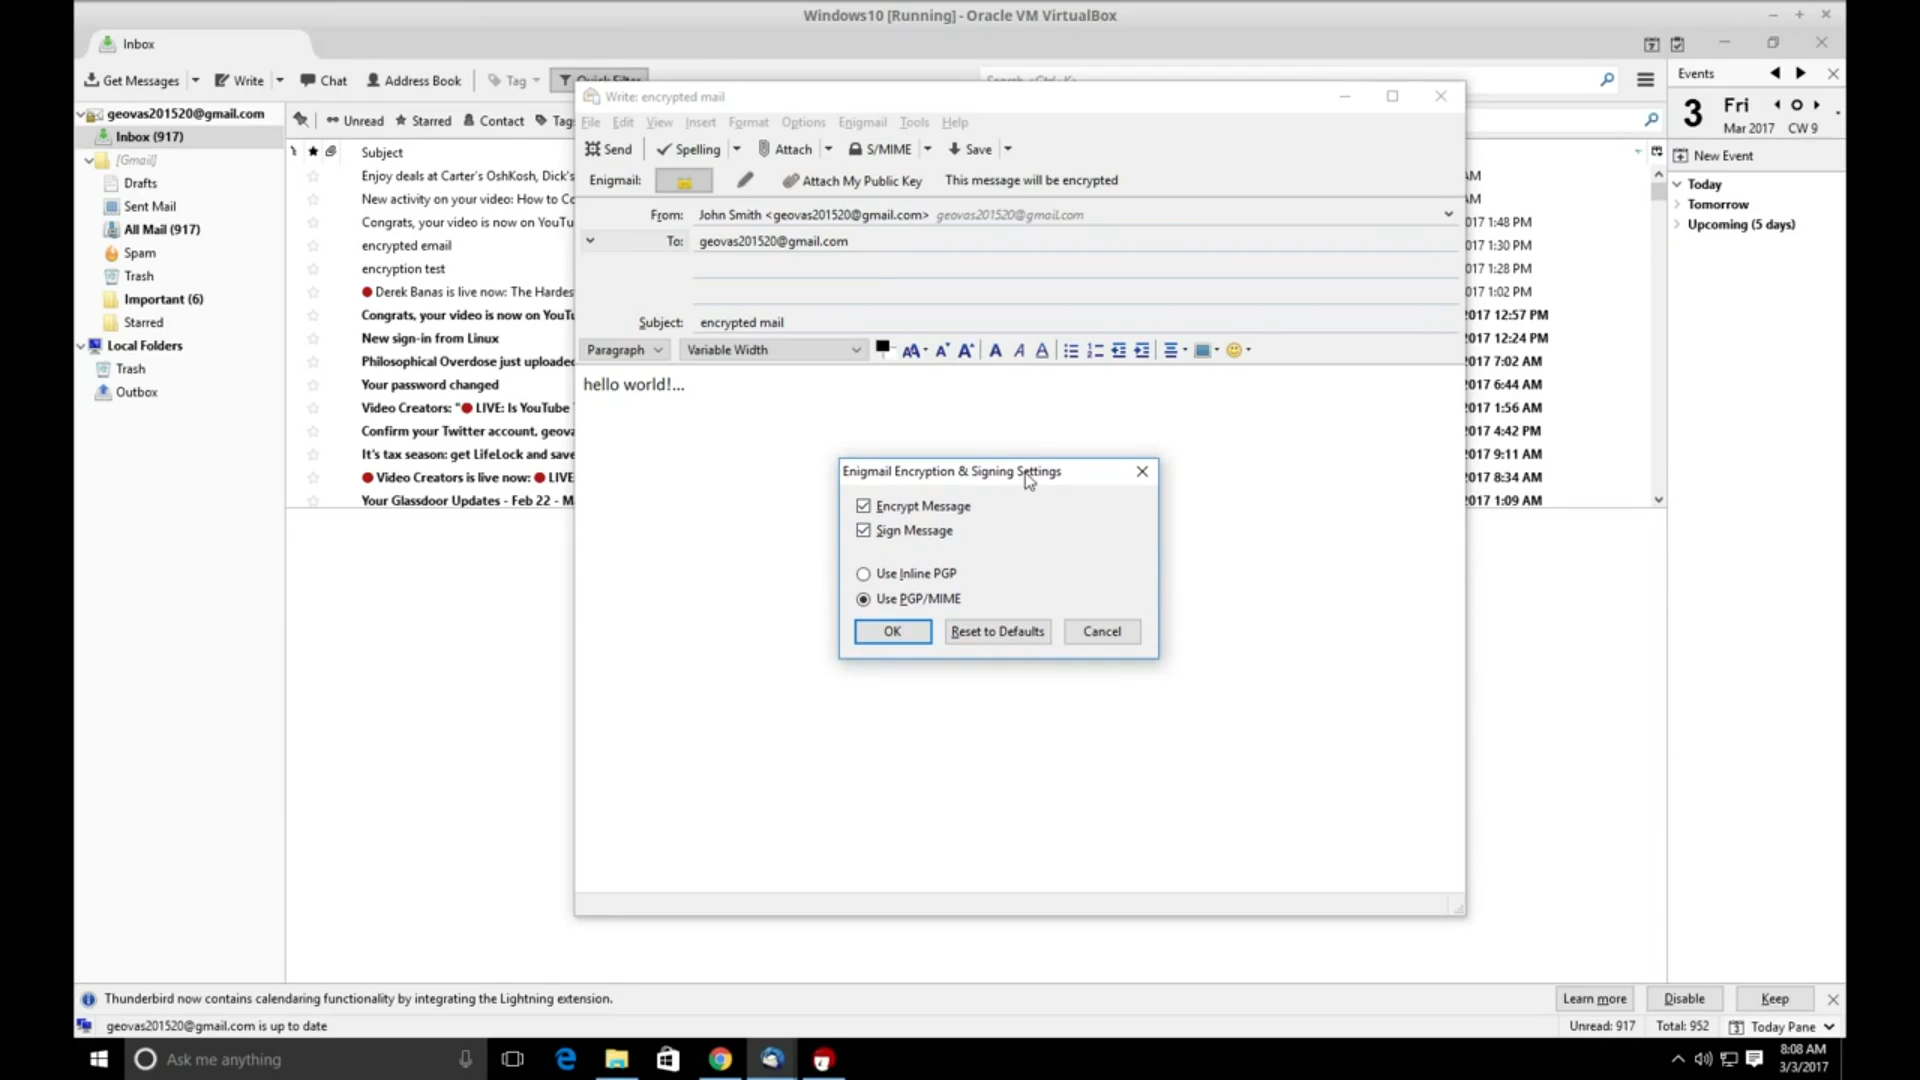 Windows10 [Running] - Oracle VM VirtualBox
Inbox
Get Messages Write Chat Address Book Tag Quick Filter
Events
geovas201520@gmail.com
Inbox (917)
[Gmail]
Drafts
Sent Mail
All Mail (917)
Spam
Trash
Important (6)
Starred
Local Folders
Trash
Outbox
Unread Starred Contact Tags
Subject
Enjoy deals at Carter's OshKosh, Dick's
New activity on your video: How to Co
Congrats, your video is now on YouTu
encrypted email
encryption test
Derek Banas is live now: The Hardes
Congrats, your video is now on YouTu
New sign-in from Linux
Philosophical Overdose just uploaded
Your password changed
Video Creators: "🔴 LIVE: Is YouTube
Confirm your Twitter account, geova
It's tax season: get LifeLock and save
Video Creators is live now: 🔴 LIVE
Your Glassdoor Updates - Feb 22 - M
Write: encrypted mail
File Edit View Insert Format Options Enigmail Tools Help
Send Spelling Attach S/MIME Save
Enigmail: Attach My Public Key This message will be encrypted
From: John Smith <geovas201520@gmail.com> geovas201520@gmail.com
To: geovas201520@gmail.com
Subject: encrypted mail
Paragraph Variable Width
hello world!...
Enigmail Encryption & Signing Settings
Encrypt Message
Sign Message
Use Inline PGP
Use PGP/MIME
OK Reset to Defaults Cancel
AM
AM
2017 1:48 PM
017 1:30 PM
017 1:28 PM
017 1:02 PM
2017 12:57 PM
2017 12:24 PM
2017 7:02 AM
2017 6:44 AM
2017 1:56 AM
2017 4:42 PM
2017 9:11 AM
2017 8:34 AM
2017 1:09 AM
3 Fri
Mar 2017 CW 9
New Event
Today
Tomorrow
Upcoming (5 days)
Thunderbird now contains calendaring functionality by integrating the Lightning extension. Learn more Disable Keep
geovas201520@gmail.com is up to date Unread: 917 Total: 952 Today Pane
Ask me anything
8:08 AM
3/3/2017